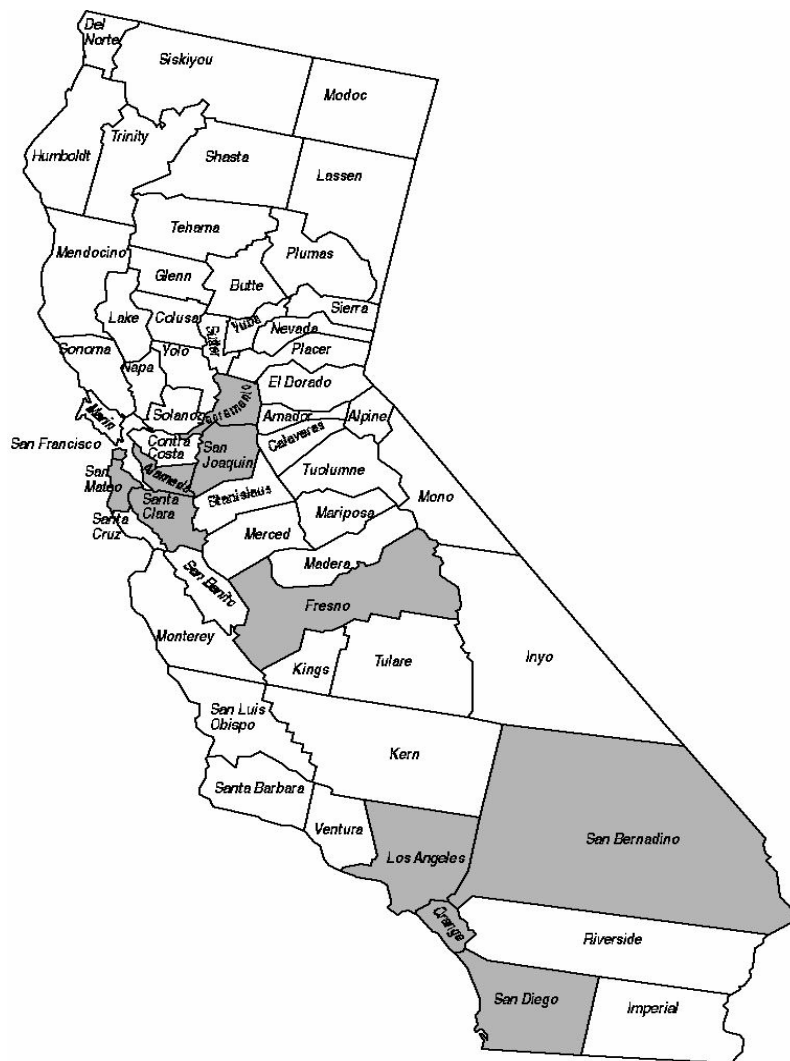 Del
Norte
Siskiyou
Modoc
Humboldt
Trinity
Shasta
Lassen
Tehama
Mendocino
Plumas
Glenn
Butte
Sierra
Lake
Colusa
Sutter
Yuba
Nevada
Placer
Sonoma
Napa
Yolo
El Dorado
Sacramento
Solano
Amador
Alpine
Marin
Calaveras
San Francisco
Contra
Costa
San
Joaquin
Tuolumne
San
Mateo
Alameda
Mono
Santa
Clara
Stanislaus
Mariposa
Santa
Cruz
Merced
Madera
San Benito
Fresno
Monterey
Kings
Tulare
Inyo
San Luis
Obispo
Kern
Santa Barbara
Ventura
Los Angeles
San Bernadino
Orange
Riverside
San Diego
Imperial